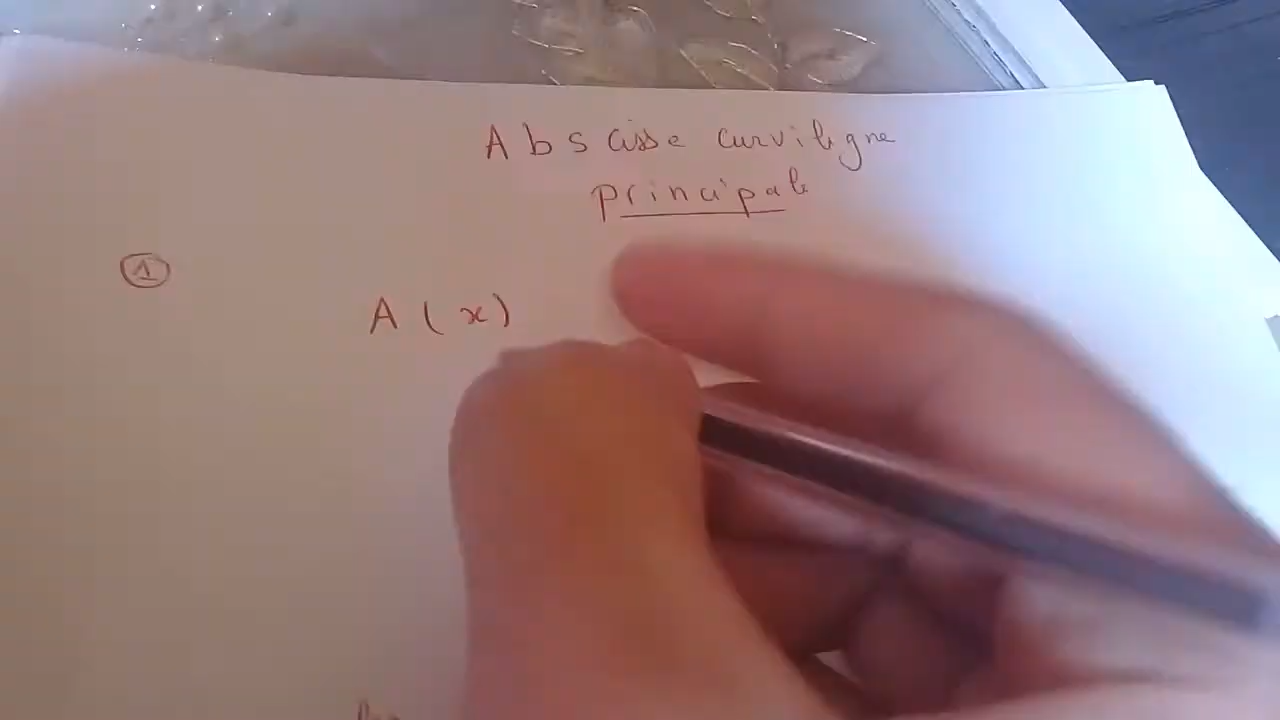 Abscisse curviligne
principale
①
A (x)